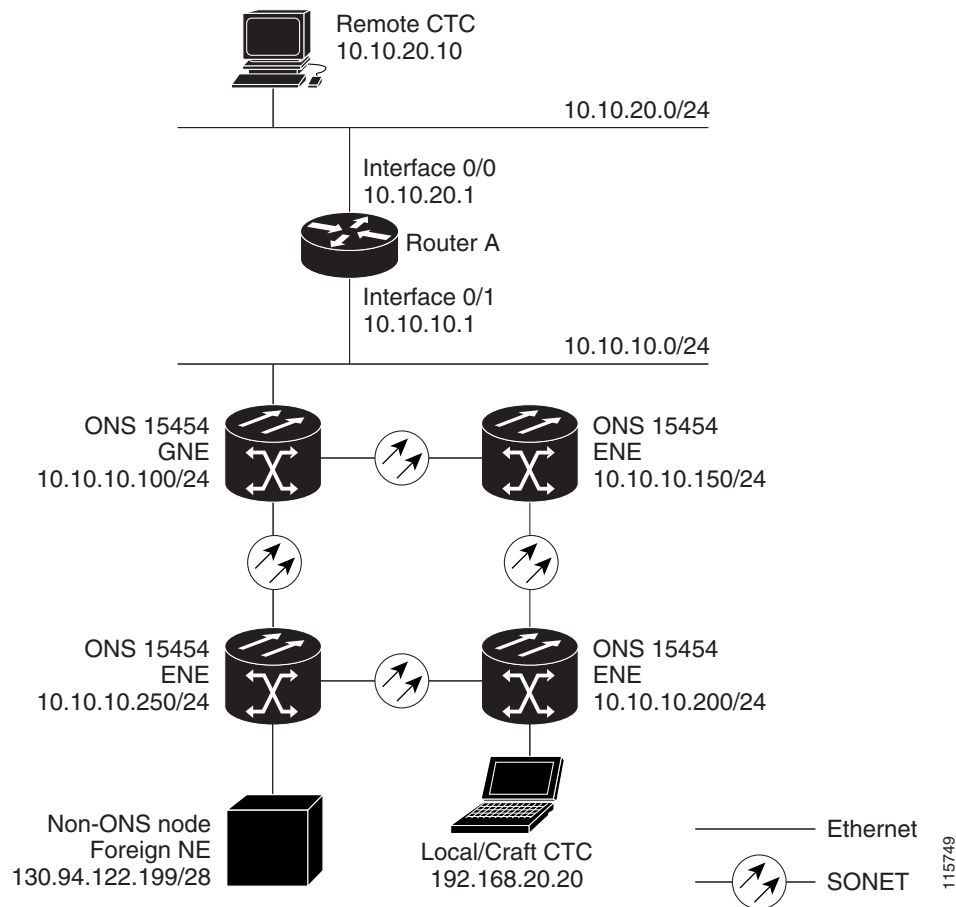 Remote CTC
10.10.20.10
10.10.20.0/24
Interface 0/0
10.10.20.1
Router A
Interface 0/1
10.10.10.1
10.10.10.0/24
ONS 15454
GNE
10.10.10.100/24
ONS 15454
ENE
10.10.10.150/24
ONS 15454
ENE
10.10.10.250/24
ONS 15454
ENE
10.10.10.200/24
Non-ONS node
Foreign NE
130.94.122.199/28
Local/Craft CTC
192.168.20.20
Ethernet
SONET
115749